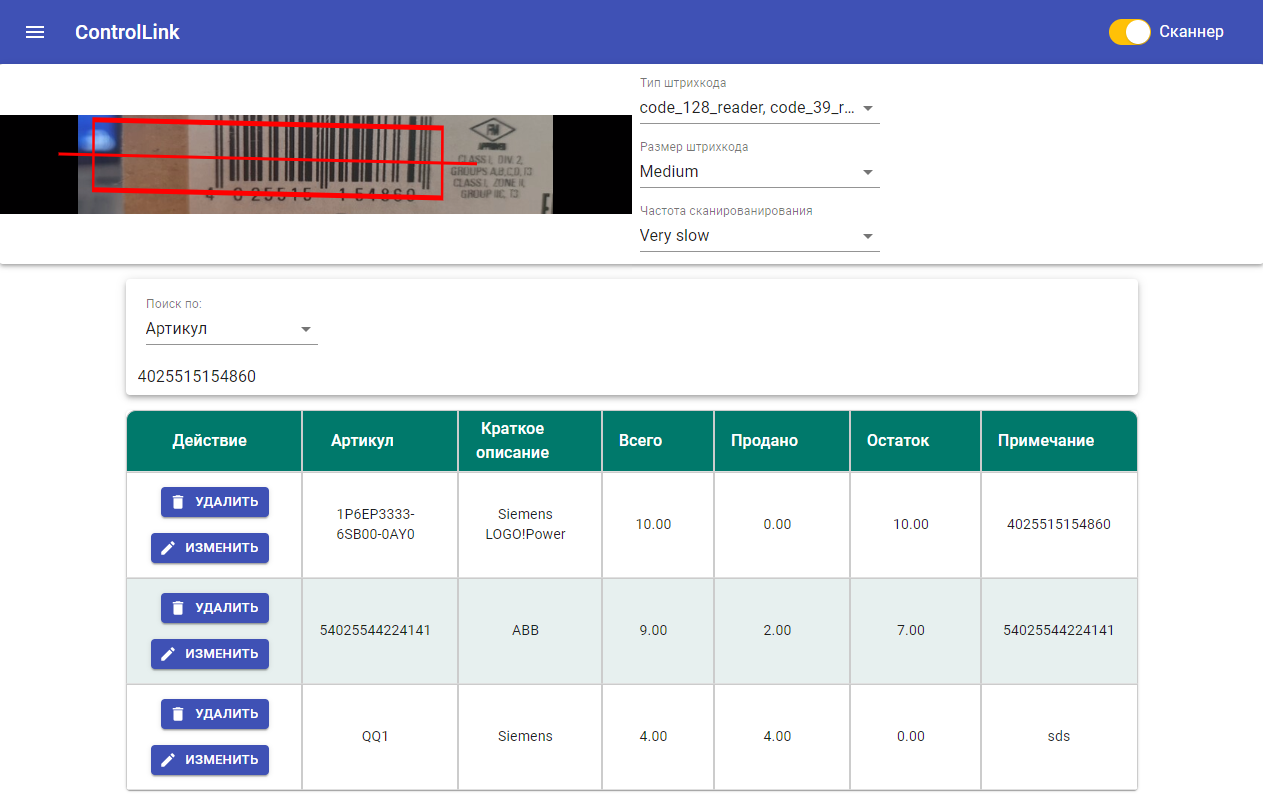 ControlLink
Сканнер
Тип штрихкода
code_128_reader, code_39_r...
Размер штрихкода
Medium
Частота сканированирования
Very slow
CLASS I, DIV. 2,
GROUPS A,B,C,D, T3
CLASS I, ZONE II,
GROUP IIC, T3
4 025515 154860
Поиск по:
Артикул
4025515154860
Действие Артикул Краткое описание Всего Продано Остаток Примечание
УДАЛИТЬ
ИЗМЕНИТЬ
1P6EP3333-
6SB00-0AY0
Siemens
LOGO!Power
10.00 0.00 10.00 4025515154860
УДАЛИТЬ
ИЗМЕНИТЬ
54025544224141 ABB 9.00 2.00 7.00 54025544224141
УДАЛИТЬ
ИЗМЕНИТЬ
QQ1 Siemens 4.00 4.00 0.00 sds